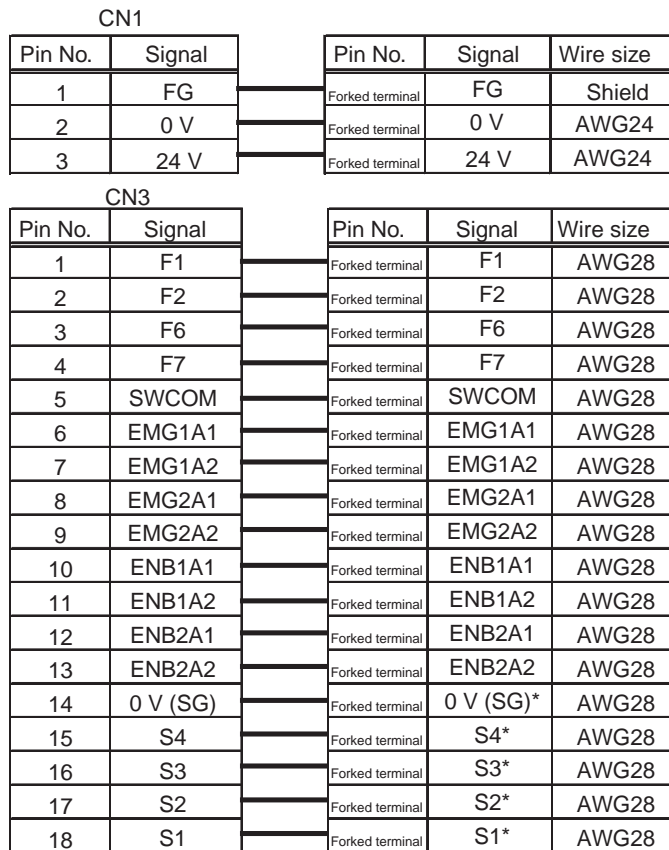 CN1
Pin No. Signal Pin No. Signal Wire size
1 FG Forked terminal FG Shield
2 0 V Forked terminal 0 V AWG24
3 24 V Forked terminal 24 V AWG24
CN3
Pin No. Signal Pin No. Signal Wire size
1 F1 Forked terminal F1 AWG28
2 F2 Forked terminal F2 AWG28
3 F6 Forked terminal F6 AWG28
4 F7 Forked terminal F7 AWG28
5 SWCOM Forked terminal SWCOM AWG28
6 EMG1A1 Forked terminal EMG1A1 AWG28
7 EMG1A2 Forked terminal EMG1A2 AWG28
8 EMG2A1 Forked terminal EMG2A1 AWG28
9 EMG2A2 Forked terminal EMG2A2 AWG28
10 ENB1A1 Forked terminal ENB1A1 AWG28
11 ENB1A2 Forked terminal ENB1A2 AWG28
12 ENB2A1 Forked terminal ENB2A1 AWG28
13 ENB2A2 Forked terminal ENB2A2 AWG28
14 0 V (SG) Forked terminal 0 V (SG)* AWG28
15 S4 Forked terminal S4* AWG28
16 S3 Forked terminal S3* AWG28
17 S2 Forked terminal S2* AWG28
18 S1 Forked terminal S1* AWG28